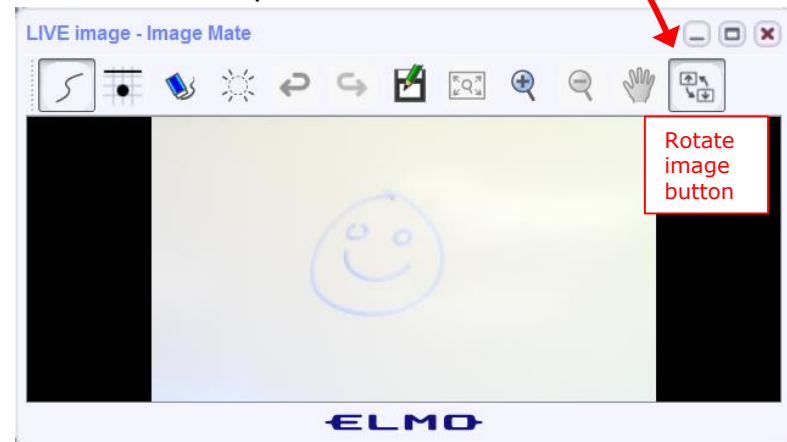 LIVE image - Image Mate
Rotate
image
button
ELMO